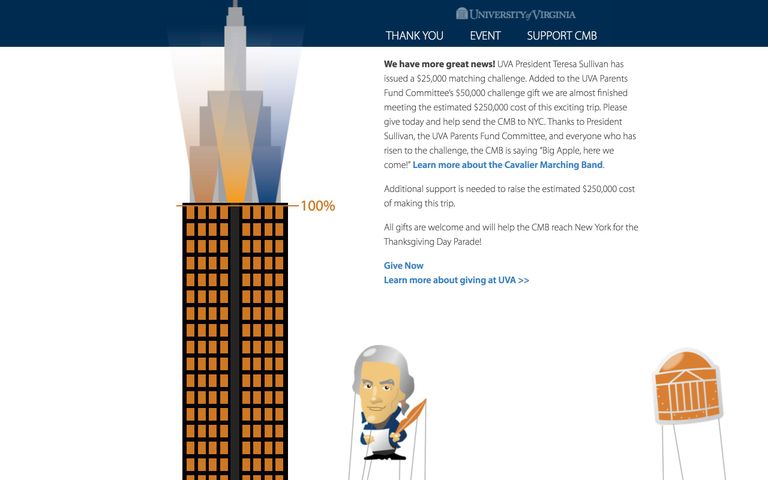 UNIVERSITY of VIRGINIA
THANK YOU EVENT SUPPORT CMB
We have more great news! UVA President Teresa Sullivan has
issued a $25,000 matching challenge. Added to the UVA Parents
Fund Committee's $50,000 challenge gift we are almost finished
meeting the estimated $250,000 cost of this exciting trip. Please
give today and help send the CMB to NYC. Thanks to President
Sullivan, the UVA Parents Fund Committee, and everyone who has
risen to the challenge, the CMB is saying "Big Apple, here we
come!" Learn more about the Cavalier Marching Band.
Additional support is needed to raise the estimated $250,000 cost
of making this trip.
100%
All gifts are welcome and will help the CMB reach New York for the
Thanksgiving Day Parade!
Give Now
Learn more about giving at UVA >>